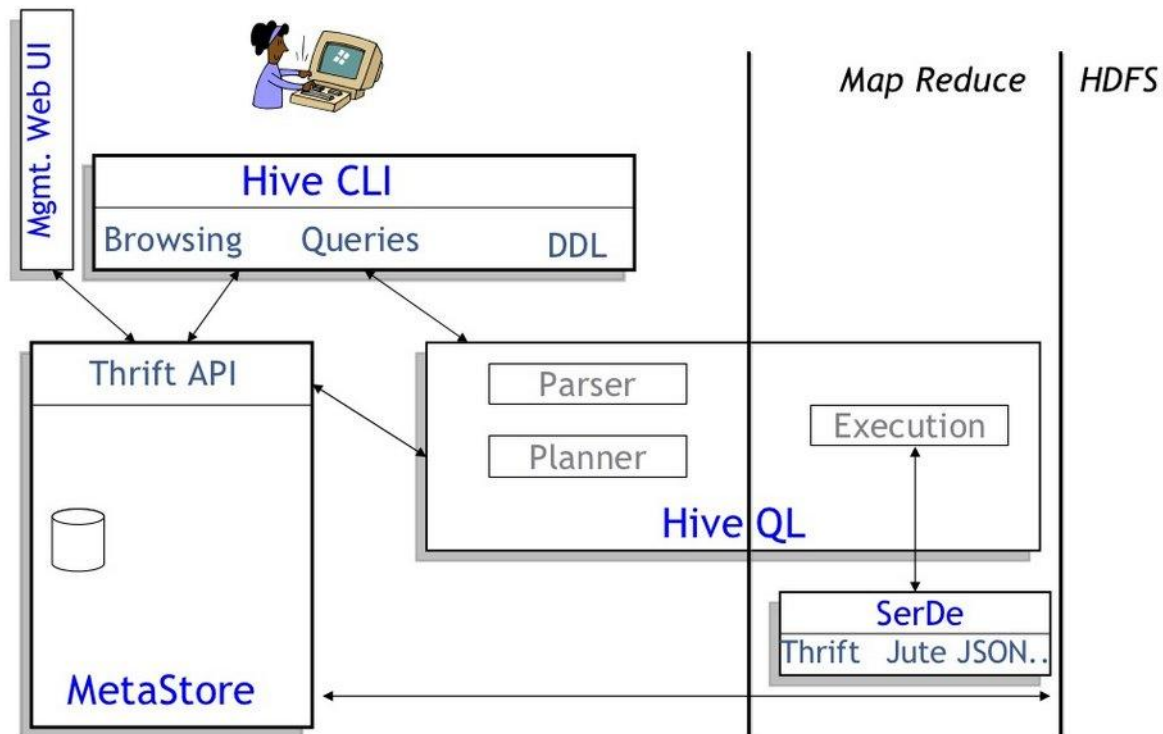 Mgmt. Web UI
Map Reduce
HDFS
Hive CLI
Browsing Queries DDL
Thrift API
Parser
Planner
Execution
Hive QL
SerDe
Thrift Jute JSON..
MetaStore